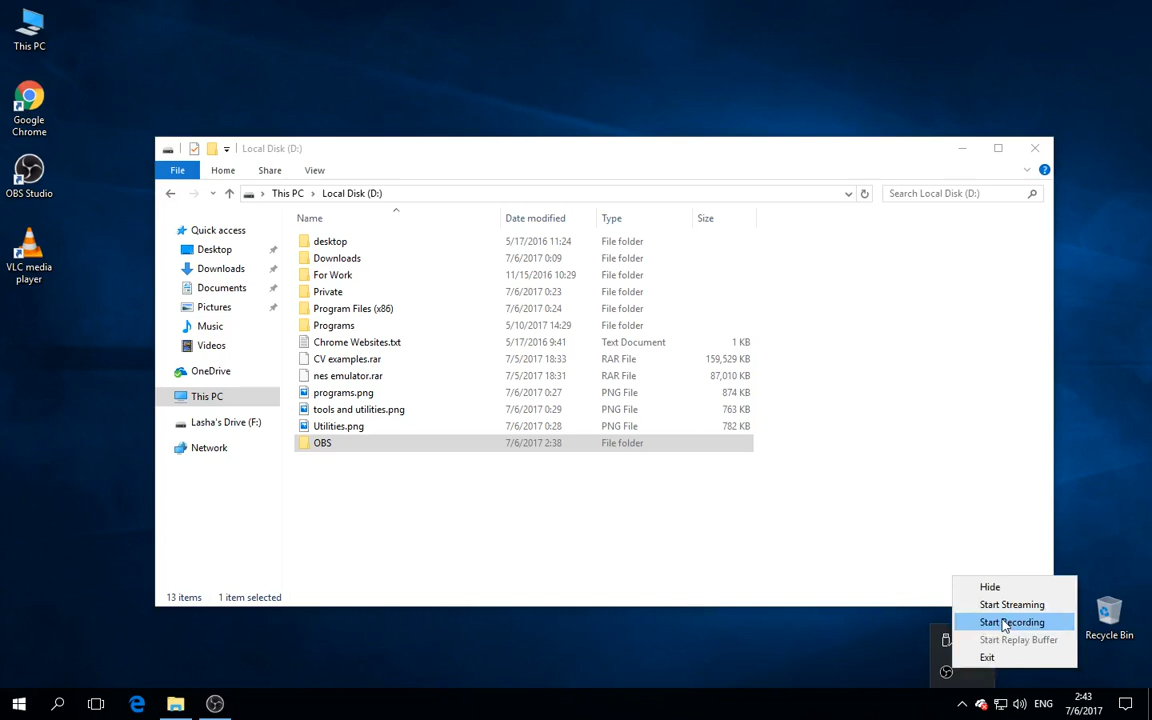 This PC
Google
Chrome
OBS Studio
VLC media
player
Local Disk (D:)
File Home Share View
This PC Local Disk (D:)
Search Local Disk (D:)
Quick access
Desktop
Downloads
Documents
Pictures
Music
Videos
OneDrive
This PC
Lasha's Drive (F:)
Network
Name Date modified Type Size
desktop 5/17/2016 11:24 File folder
Downloads 7/6/2017 0:09 File folder
For Work 11/15/2016 10:29 File folder
Private 7/6/2017 0:23 File folder
Program Files (x86) 7/6/2017 0:24 File folder
Programs 5/10/2017 14:29 File folder
Chrome Websites.txt 5/17/2016 9:41 Text Document 1 KB
CV examples.rar 7/5/2017 18:33 RAR File 159,529 KB
nes emulator.rar 7/5/2017 18:31 RAR File 87,010 KB
programs.png 7/6/2017 0:27 PNG File 874 KB
tools and utilities.png 7/6/2017 0:29 PNG File 763 KB
Utilities.png 7/6/2017 0:28 PNG File 782 KB
OBS 7/6/2017 2:38 File folder
13 items 1 item selected
Hide
Start Streaming
Start Recording
Start Replay Buffer
Exit
Recycle Bin
ENG
2:43
7/6/2017